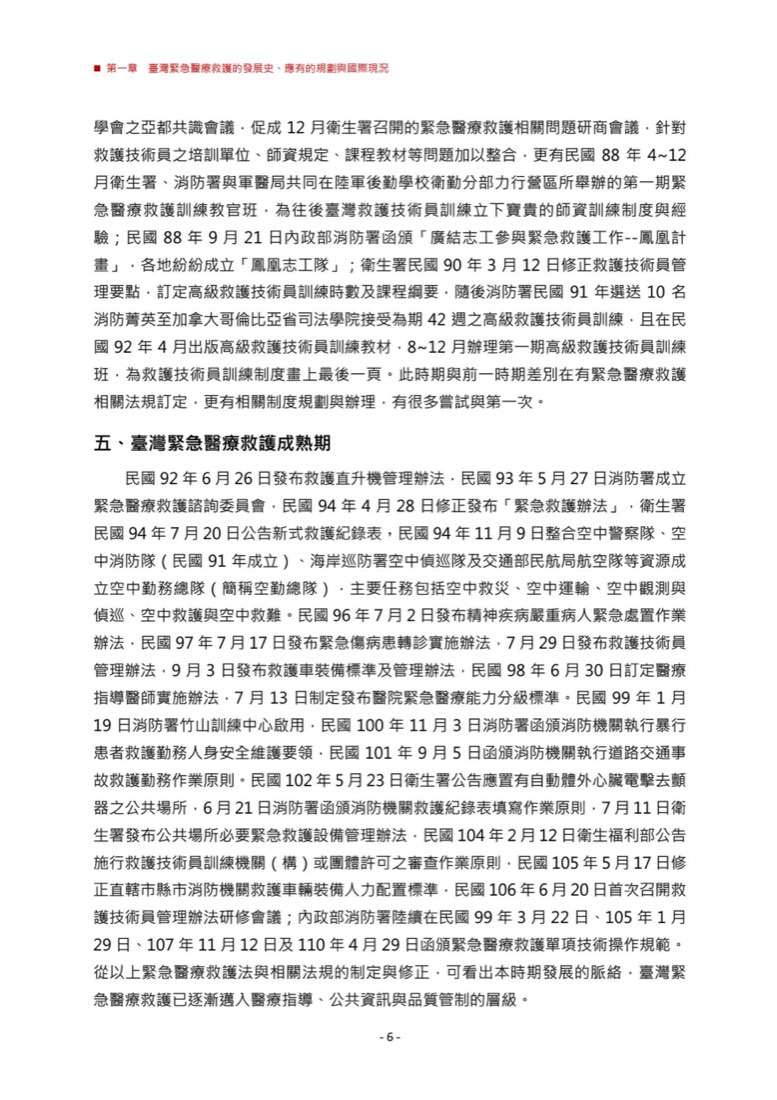 ■ 第一章　臺灣緊急醫療救護的發展史、應有的規劃與國際現況
學會之亞都共識會議，促成 12 月衛生署召開的緊急醫療救護相關問題研商會議，針對
救護技術員之培訓單位、師資規定、課程教材等問題加以整合，更有民國 88 年 4~12
月衛生署、消防署與軍醫局共同在陸軍後勤學校衛勤分部力行營區所舉辦的第一期緊
急醫療救護訓練教官班，為往後臺灣救護技術員訓練立下寶貴的師資訓練制度與經
驗；民國 88 年 9 月 21 日內政部消防署函頒「廣結志工參與緊急救護工作--鳳凰計
畫」，各地紛紛成立「鳳凰志工隊」；衛生署民國 90 年 3 月 12 日修正救護技術員管
理要點，訂定高級救護技術員訓練時數及課程綱要，隨後消防署民國 91 年選送 10 名
消防菁英至加拿大哥倫比亞省司法學院接受為期 42 週之高級救護技術員訓練，且在民
國 92 年 4 月出版高級救護技術員訓練教材，8~12 月辦理第一期高級救護技術員訓練
班，為救護技術員訓練制度畫上最後一頁。此時期與前一時期差別在有緊急醫療救護
相關法規訂定，更有相關制度規劃與辦理，有很多嘗試與第一次。
五、臺灣緊急醫療救護成熟期
民國 92 年 6 月 26 日發布救護直升機管理辦法，民國 93 年 5 月 27 日消防署成立
緊急醫療救護諮詢委員會，民國 94 年 4 月 28 日修正發布「緊急救護辦法」，衛生署
民國 94 年 7 月 20 日公告新式救護紀錄表，民國 94 年 11 月 9 日整合空中警察隊、空
中消防隊（民國 91 年成立）、海岸巡防署空中偵巡隊及交通部民航局航空隊等資源成
立空中勤務總隊（簡稱空勤總隊），主要任務包括空中救災、空中運輸、空中觀測與
偵巡、空中救護與空中救難。民國 96 年 7 月 2 日發布精神疾病嚴重病人緊急處置作業
辦法，民國 97 年 7 月 17 日發布緊急傷病患轉診實施辦法，7 月 29 日發布救護技術員
管理辦法，9 月 3 日發布救護車裝備標準及管理辦法，民國 98 年 6 月 30 日訂定醫療
指導醫師實施辦法，7 月 13 日制定發布醫院緊急醫療能力分級標準。民國 99 年 1 月
19 日消防署竹山訓練中心啟用，民國 100 年 11 月 3 日消防署函頒消防機關執行暴行
患者救護勤務人身安全維護要領，民國 101 年 9 月 5 日函頒消防機關執行道路交通事
故救護勤務作業原則。民國 102 年 5 月 23 日衛生署公告應置有自動體外心臟電擊去顫
器之公共場所，6 月 21 日消防署函頒消防機關救護紀錄表填寫作業原則，7 月 11 日衛
生署發布公共場所必要緊急救護設備管理辦法，民國 104 年 2 月 12 日衛生福利部公告
施行救護技術員訓練機關（構）或團體許可之審查作業原則，民國 105 年 5 月 17 日修
正直轄市縣市消防機關救護車輛裝備人力配置標準，民國 106 年 6 月 20 日首次召開救
護技術員管理辦法研修會議；內政部消防署陸續在民國 99 年 3 月 22 日、105 年 1 月
29 日、107 年 11 月 12 日及 110 年 4 月 29 日函頒緊急醫療救護單項技術操作規範。
從以上緊急醫療救護法與相關法規的制定與修正，可看出本時期發展的脈絡，臺灣緊
急醫療救護已逐漸邁入醫療指導、公共資訊與品質管制的層級。
- 6 -